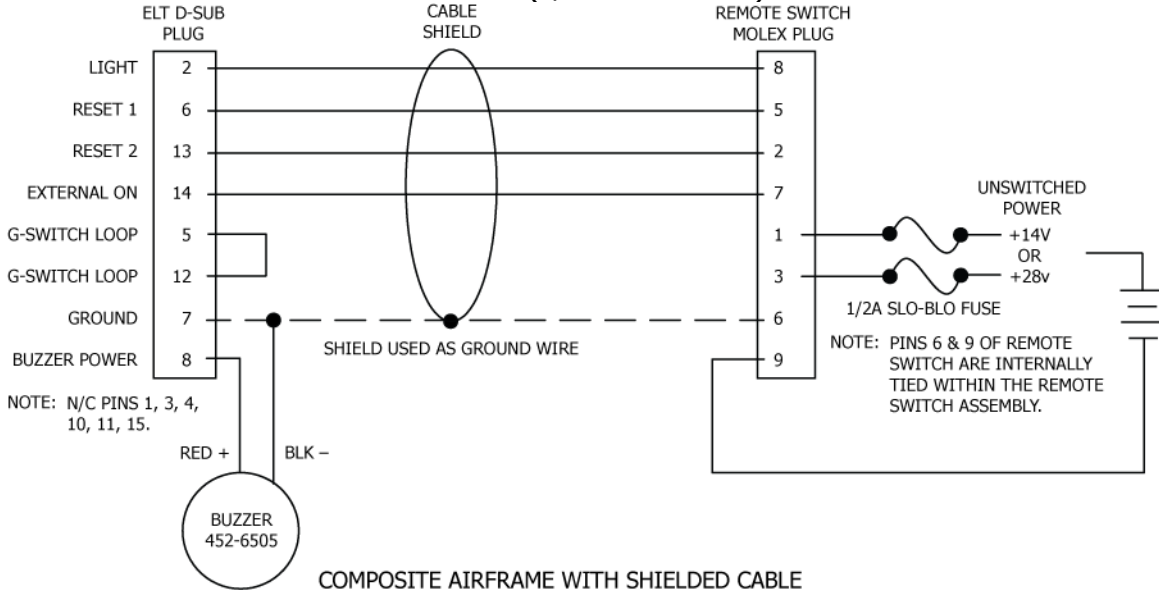 ELT D-SUB
PLUG
CABLE
SHIELD
REMOTE SWITCH
MOLEX PLUG
LIGHT 2 8
RESET 1 6 5
RESET 2 13 2
EXTERNAL ON 14 7
G-SWITCH LOOP 5 1
G-SWITCH LOOP 12 3
GROUND 7 6
BUZZER POWER 8 9
UNSWITCHED
POWER
+14V
OR
+28v
1/2A SLO-BLO FUSE
SHIELD USED AS GROUND WIRE
NOTE: PINS 6 & 9 OF REMOTE
SWITCH ARE INTERNALLY
TIED WITHIN THE REMOTE
SWITCH ASSEMBLY.
NOTE: N/C PINS 1, 3, 4,
10, 11, 15.
RED + BLK –
BUZZER
452-6505
COMPOSITE AIRFRAME WITH SHIELDED CABLE